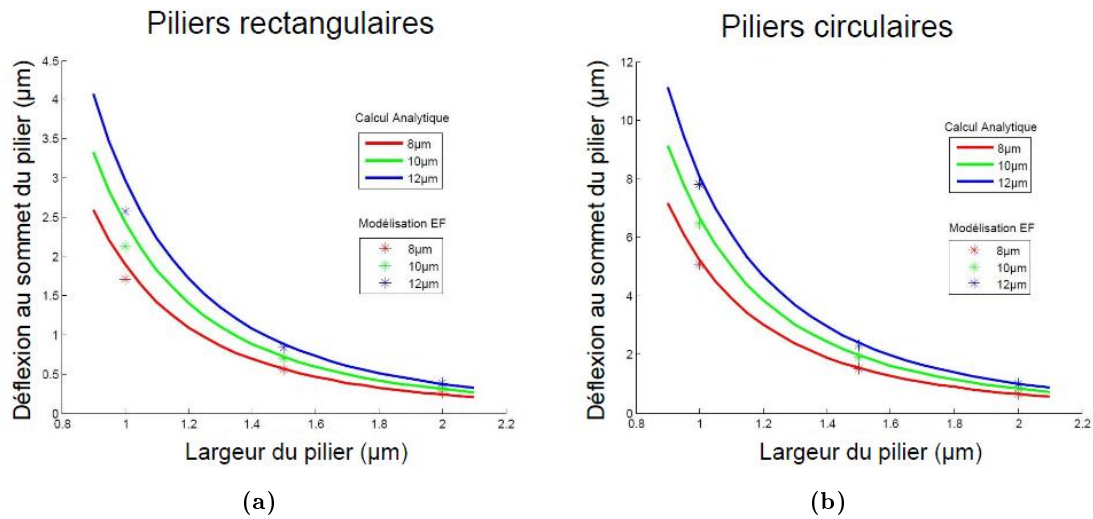 Piliers rectangulaires
Déflexion au sommet du pilier (µm)
4.5
4
3.5
3
2.5
2
1.5
1
0.5
0
0.8
1
1.2
1.4
1.6
1.8
2
2.2
Largeur du pilier (µm)
Calcul Analytique
8µm
10µm
12µm
Modélisation EF
8µm
10µm
12µm
(a)
Piliers circulaires
Déflexion au sommet du pilier (µm)
12
10
8
6
4
2
0
0.8
1
1.2
1.4
1.6
1.8
2
2.2
Largeur du pilier (µm)
Calcul Analytique
8µm
10µm
12µm
Modélisation EF
8µm
10µm
12µm
(b)